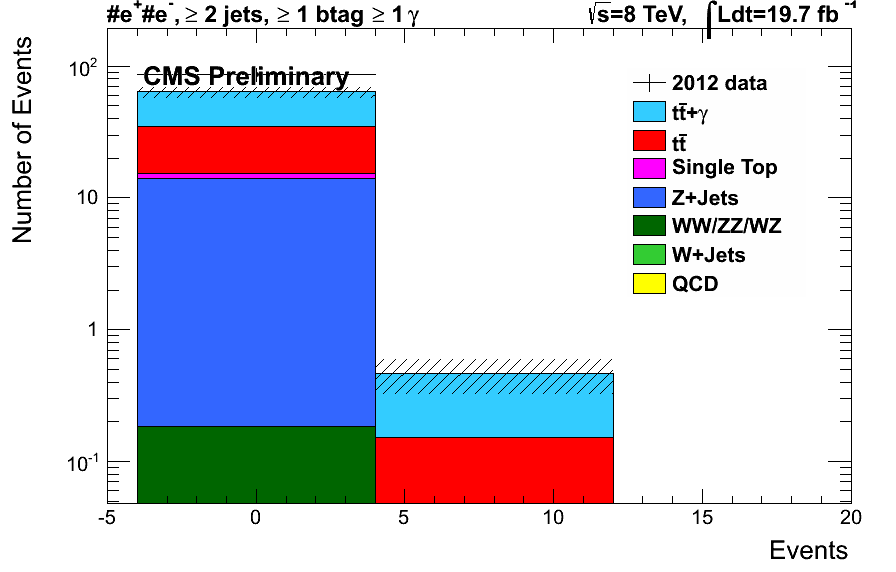 #e⁺#e⁻, ≥ 2 jets, ≥ 1 btag ≥ 1 γ
√s=8 TeV, ∫Ldt=19.7 fb⁻¹
CMS Preliminary
2012 data
tt̄+γ
tt̄
Single Top
Z+Jets
WW/ZZ/WZ
W+Jets
QCD
Number of Events
10²
10
1
10⁻¹
-5 0 5 10 15 20
Events